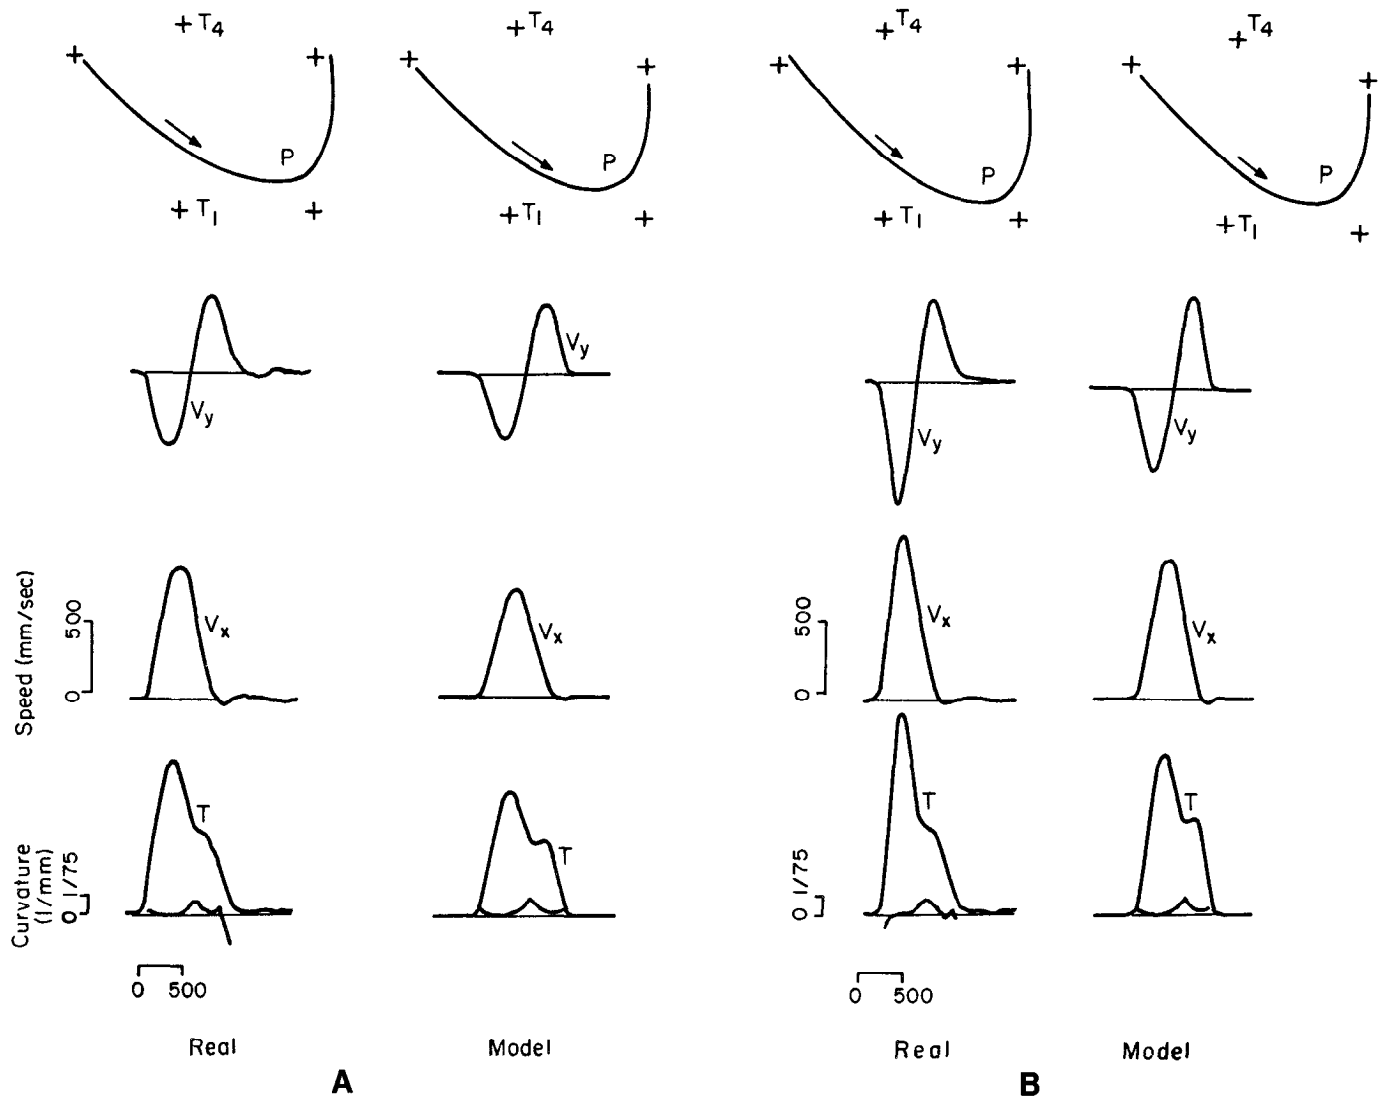 + T4 + T4 + T4 + T4
+ + + + + + + +
P P P P
+ T1 + + T1 + + T1 + + T1 +
Vy Vy Vy Vy
Speed (mm/sec)
0 500
Vx Vx
0 500
Vx Vx
Curvature
(1/mm)
0 1/75
T T
0 1/75
T T
0 500 0 500
Real Model Real Model
A B